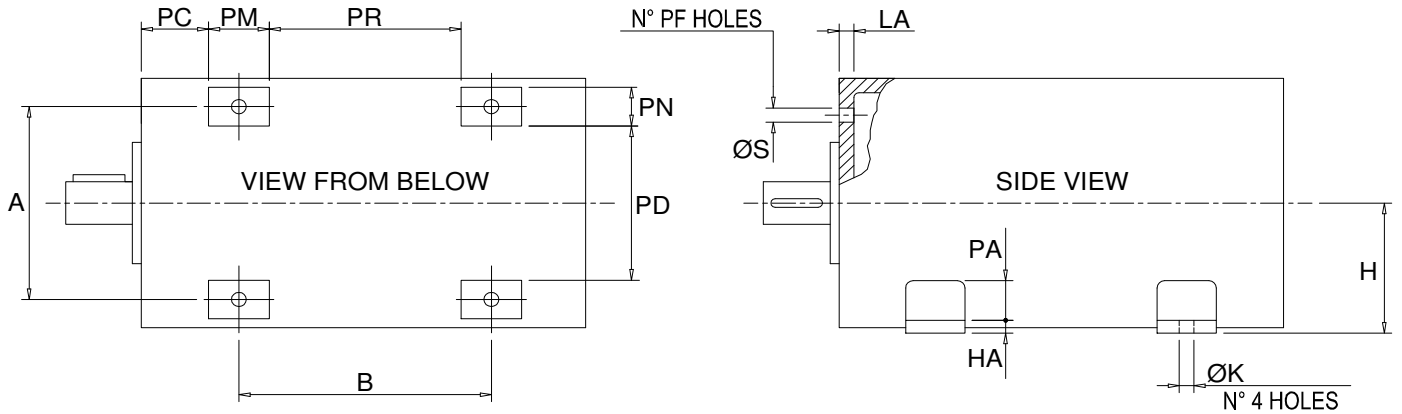 PC PM PR
N° PF HOLES
LA
PN
ØS
A
VIEW FROM BELOW
PD
SIDE VIEW
PA
H
HA
B
ØK
N° 4 HOLES